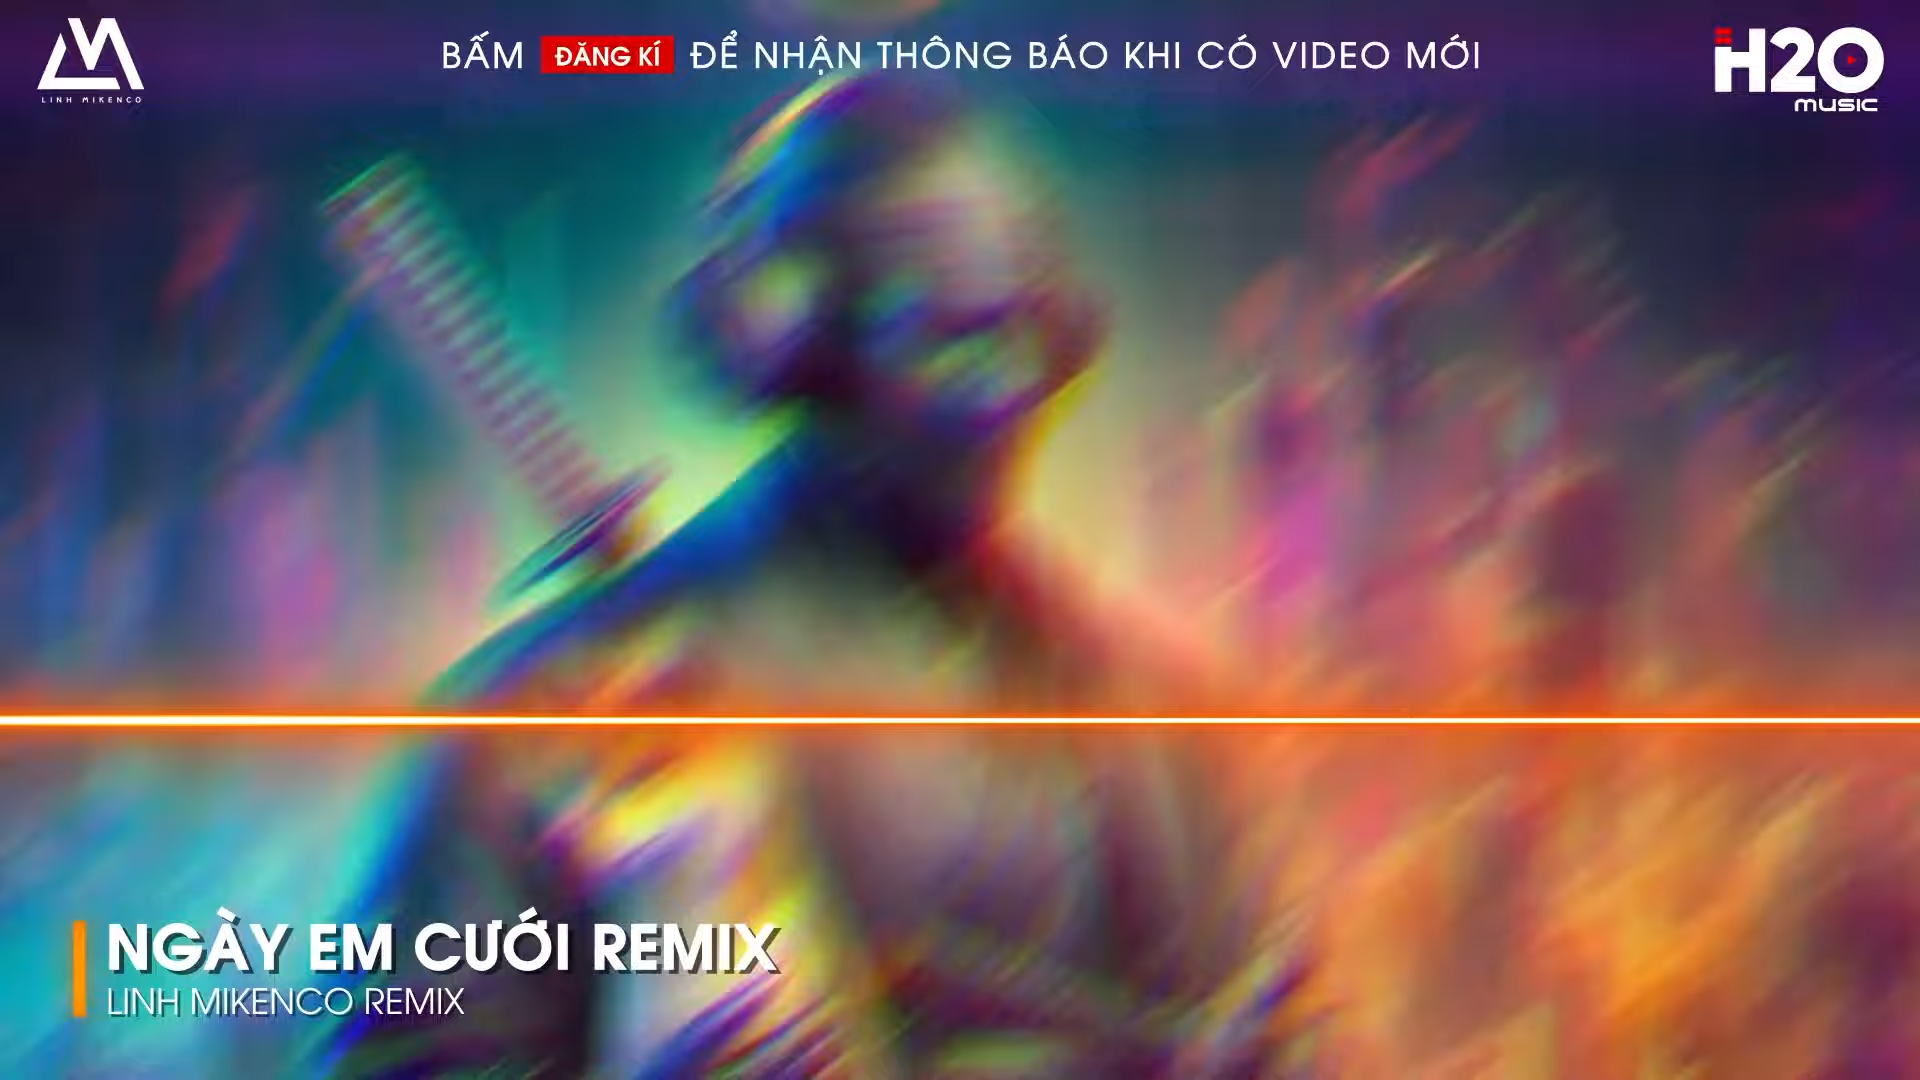 LINH MIKENCO
BẤM ĐĂNG KÍ ĐỂ NHẬN THÔNG BÁO KHI CÓ VIDEO MỚI
H2O
MUSIC
NGÀY EM CƯỚI REMIX
LINH MIKENCO REMIX